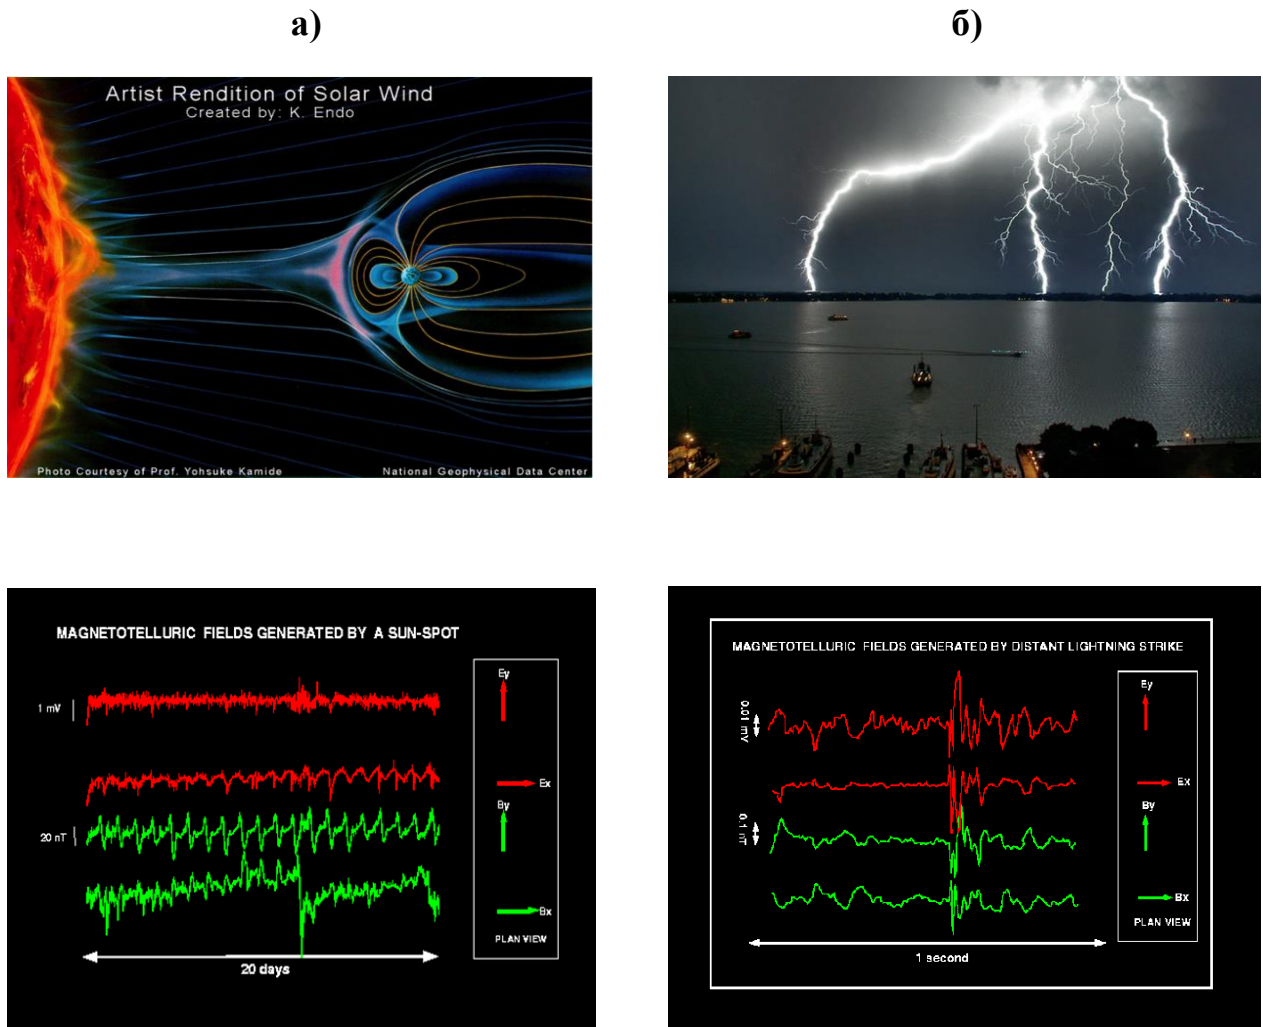 а)
б)
Artist Rendition of Solar Wind
Created by: K. Endo
Photo Courtesy of Prof. Yohsuke Kamide
National Geophysical Data Center
MAGNETOTELLURIC FIELDS GENERATED BY A SUN-SPOT
Ey
1 mV
Ex
By
20 nT
Bx
PLAN VIEW
20 days
MAGNETOTELLURIC FIELDS GENERATED BY DISTANT LIGHTNING STRIKE
Ey
0.01 mV
Ex
By
0.1 nT
Bx
PLAN VIEW
1 second